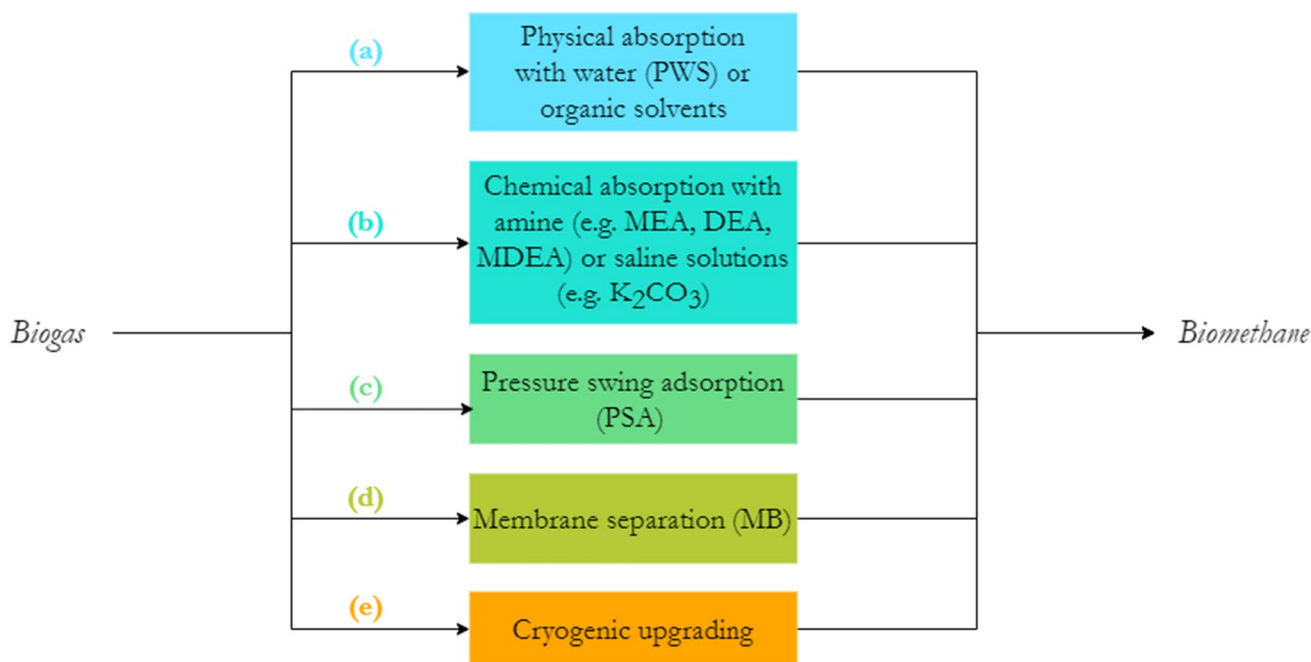 (a)
Physical absorption
with water (PWS) or
organic solvents
(b)
Chemical absorption with
amine (e.g. MEA, DEA,
MDEA) or saline solutions
(e.g. K₂CO₃)
Biogas
Biomethane
(c)
Pressure swing adsorption
(PSA)
(d)
Membrane separation (MB)
(e)
Cryogenic upgrading